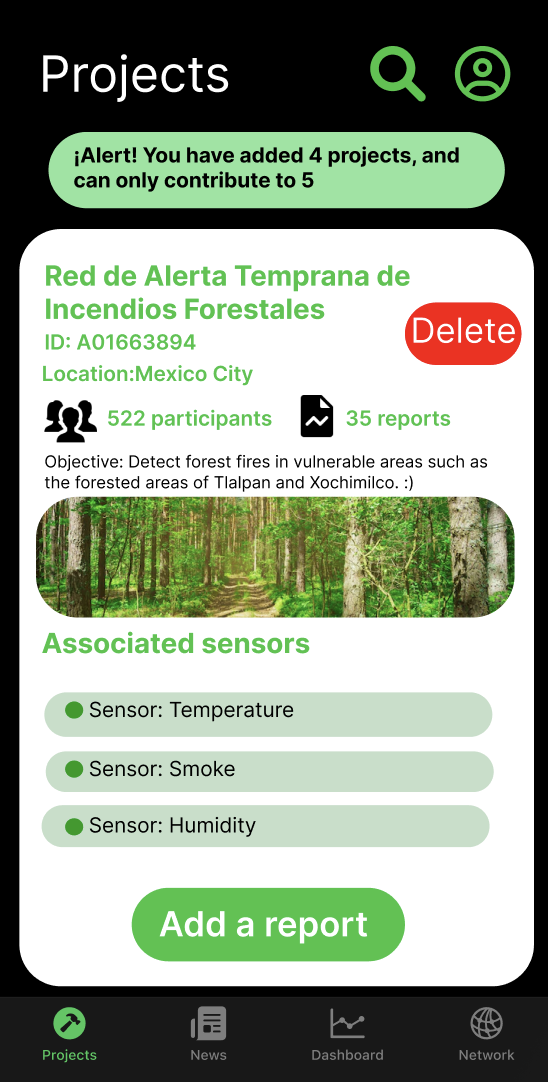 Projects
¡Alert! You have added 4 projects, and
can only contribute to 5
Red de Alerta Temprana de
Incendios Forestales
ID: A01663894
Delete
Location:Mexico City
522 participants
35 reports
Objective: Detect forest fires in vulnerable areas such as
the forested areas of Tlalpan and Xochimilco. :)
Associated sensors
Sensor: Temperature
Sensor: Smoke
Sensor: Humidity
Add a report
Projects
News
Dashboard
Network